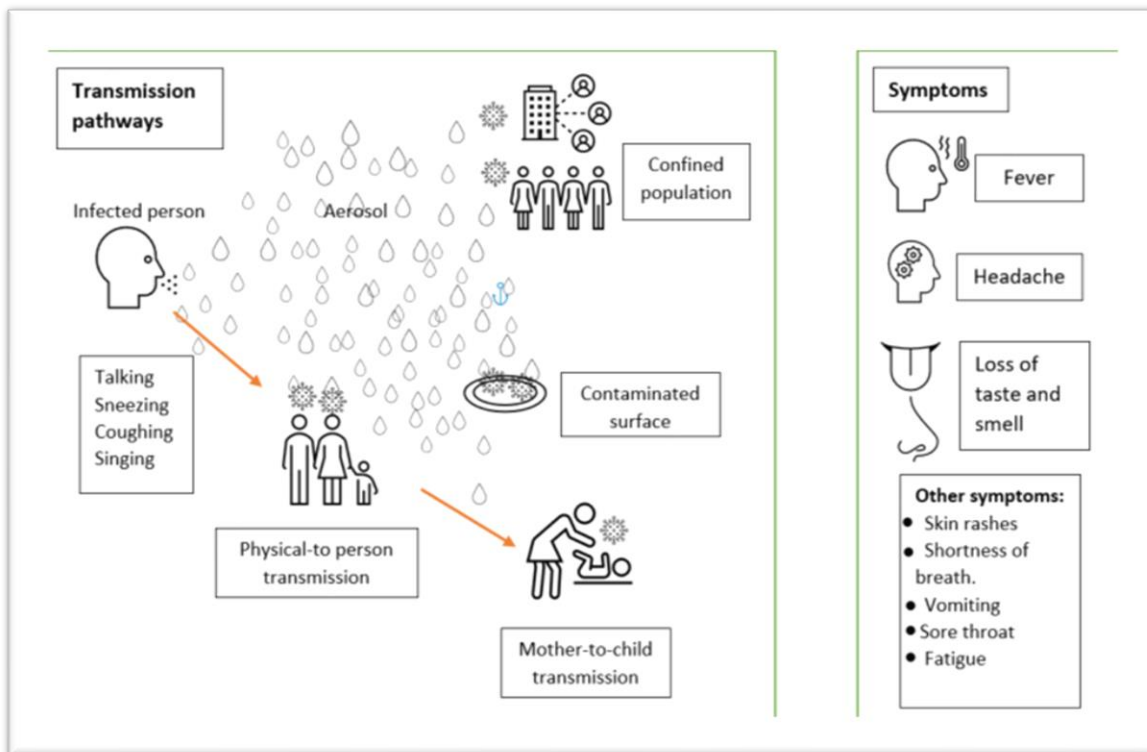 Transmission
pathways
Infected person
Aerosol
Confined
population
Talking
Sneezing
Coughing
Singing
Contaminated
surface
Physical-to person
transmission
Mother-to-child
transmission
Symptoms
Fever
Headache
Loss of
taste and
smell
Other symptoms:
● Skin rashes
● Shortness of
breath.
● Vomiting
● Sore throat
● Fatigue